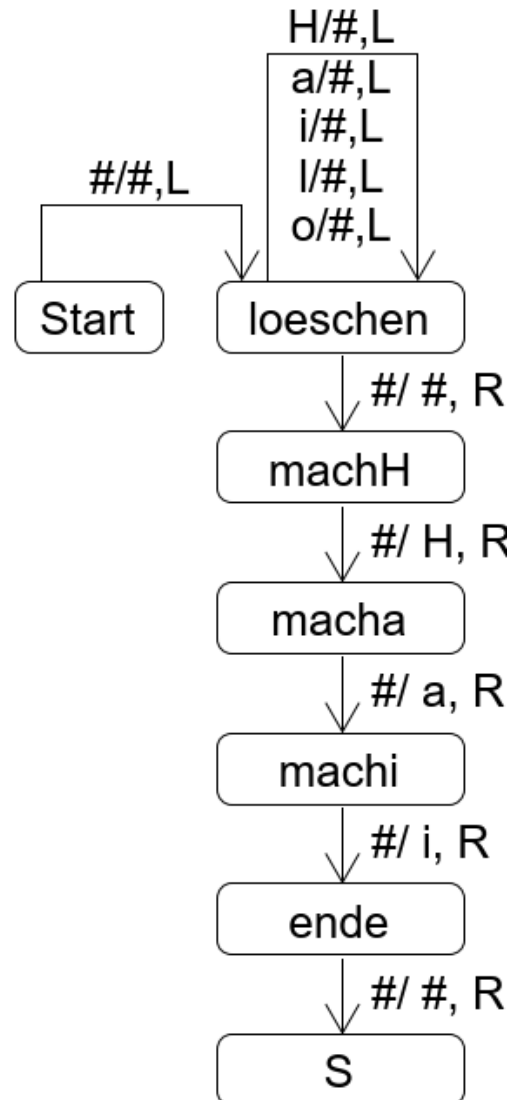 H/#,L
a/#,L
i/#,L
l/#,L
o/#,L
#/#,L
Start
loeschen
#/ #, R
machH
#/ H, R
macha
#/ a, R
machi
#/ i, R
ende
#/ #, R
S